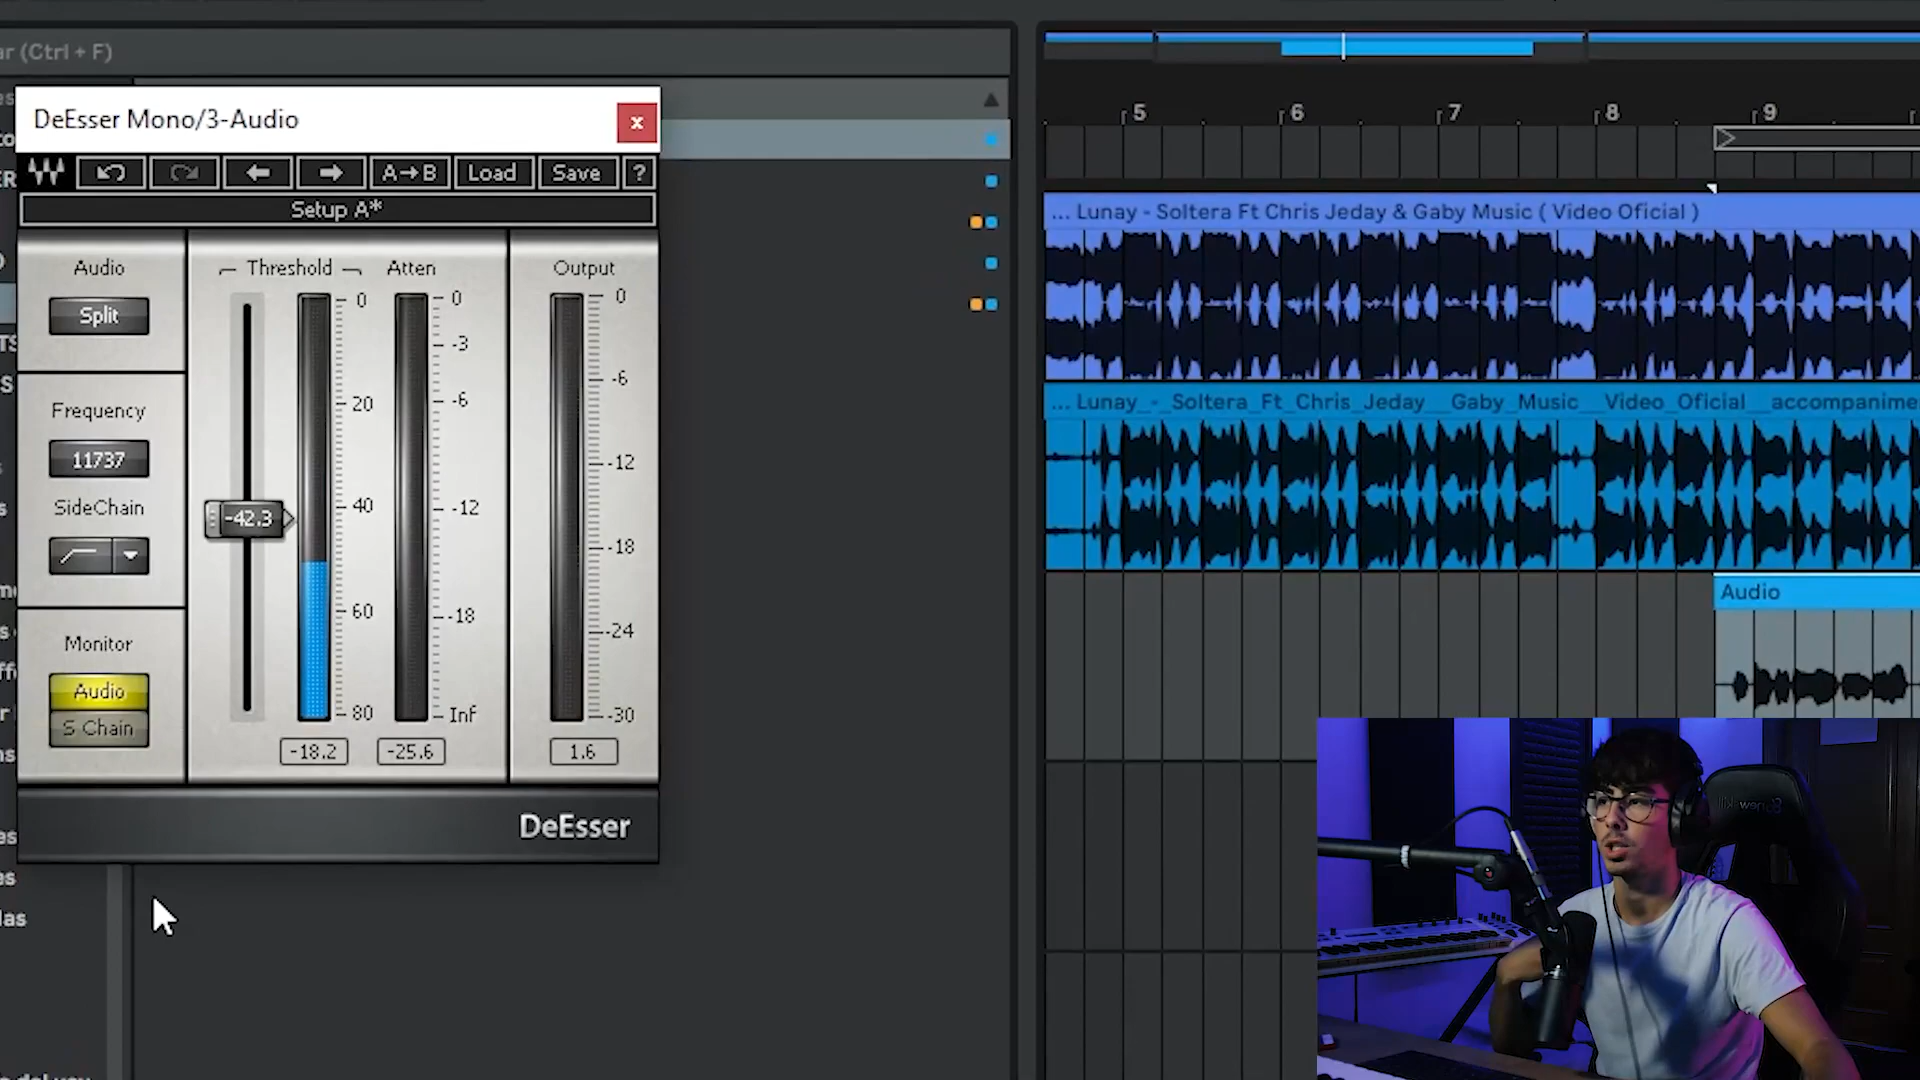 ar (Ctrl + F)
DeEsser Mono/3-Audio
x
A→B
Load
Save
?
Setup A*
Audio
Split
Frequency
11737
SideChain
Monitor
Audio
S Chain
Threshold
Atten
Output
-42.3
0
20
40
60
80
0
-3
-6
-12
-18
Inf
0
-6
-12
-18
-24
-30
-18.2
-25.6
1.6
DeEsser
5
6
7
8
9
... Lunay - Soltera Ft Chris Jeday & Gaby Music ( Video Oficial )
... Lunay_-_Soltera_Ft_Chris_Jeday__Gaby_Music__Video_Oficial__accompanime
Audio